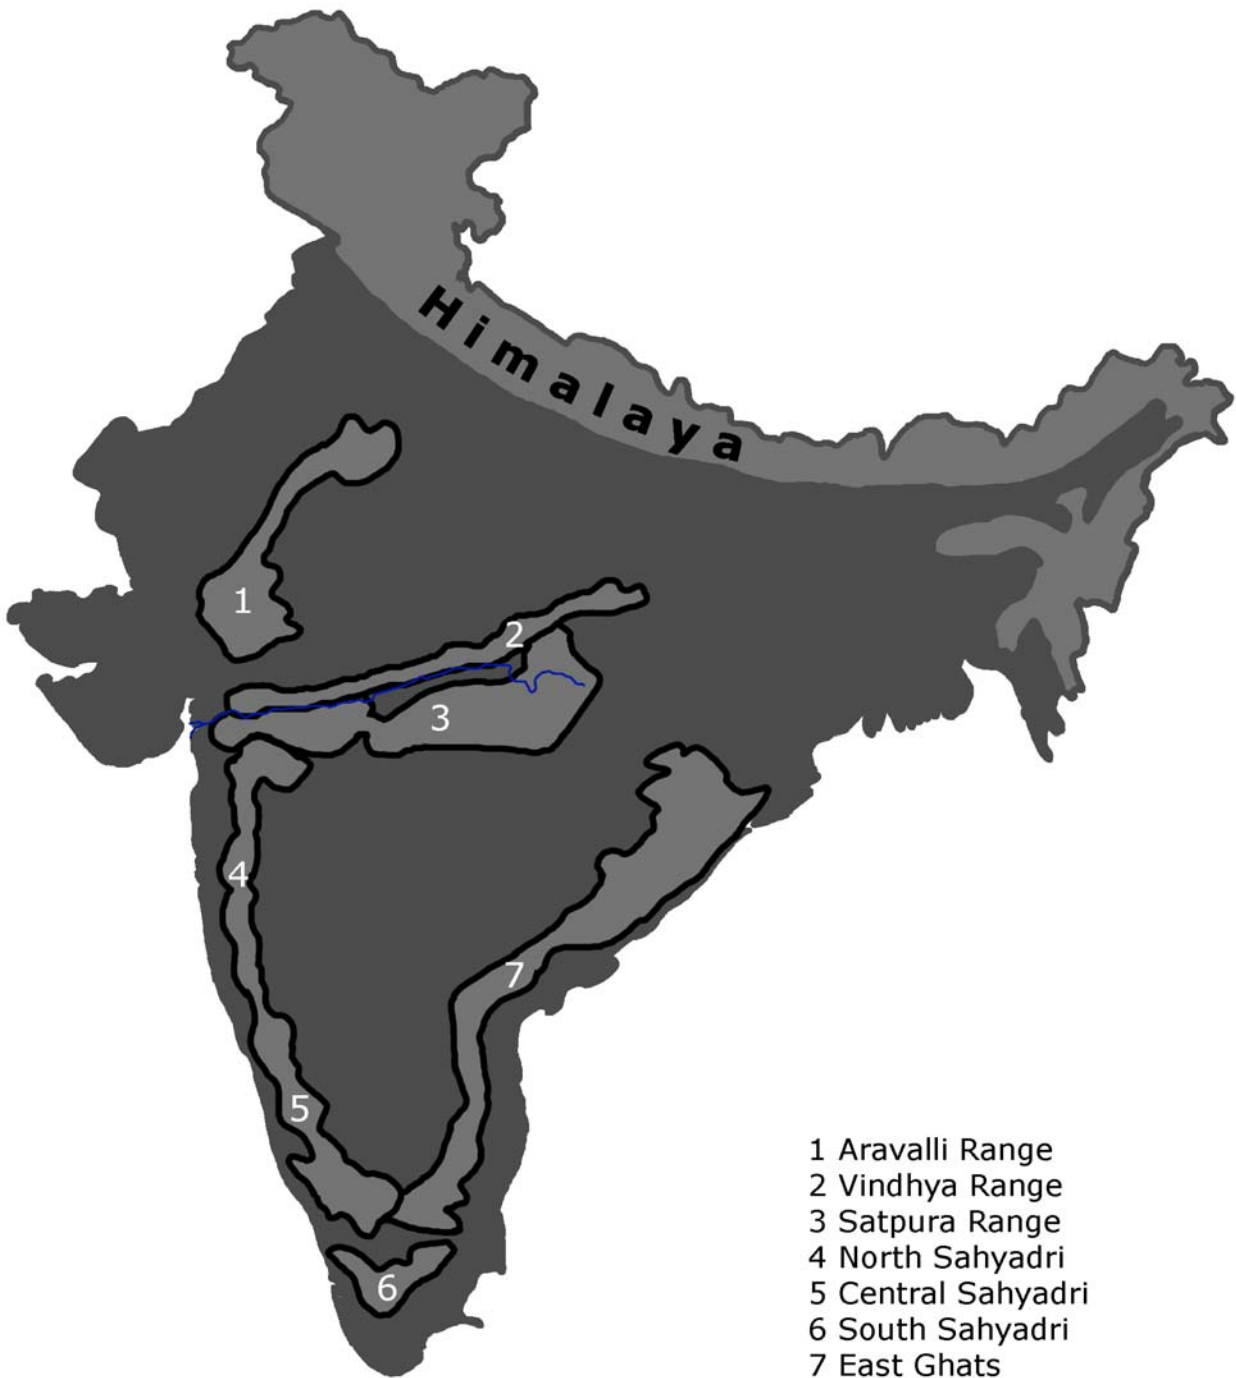 Himalaya
1
2
3
4
7
5
6
1 Aravalli Range
2 Vindhya Range
3 Satpura Range
4 North Sahyadri
5 Central Sahyadri
6 South Sahyadri
7 East Ghats